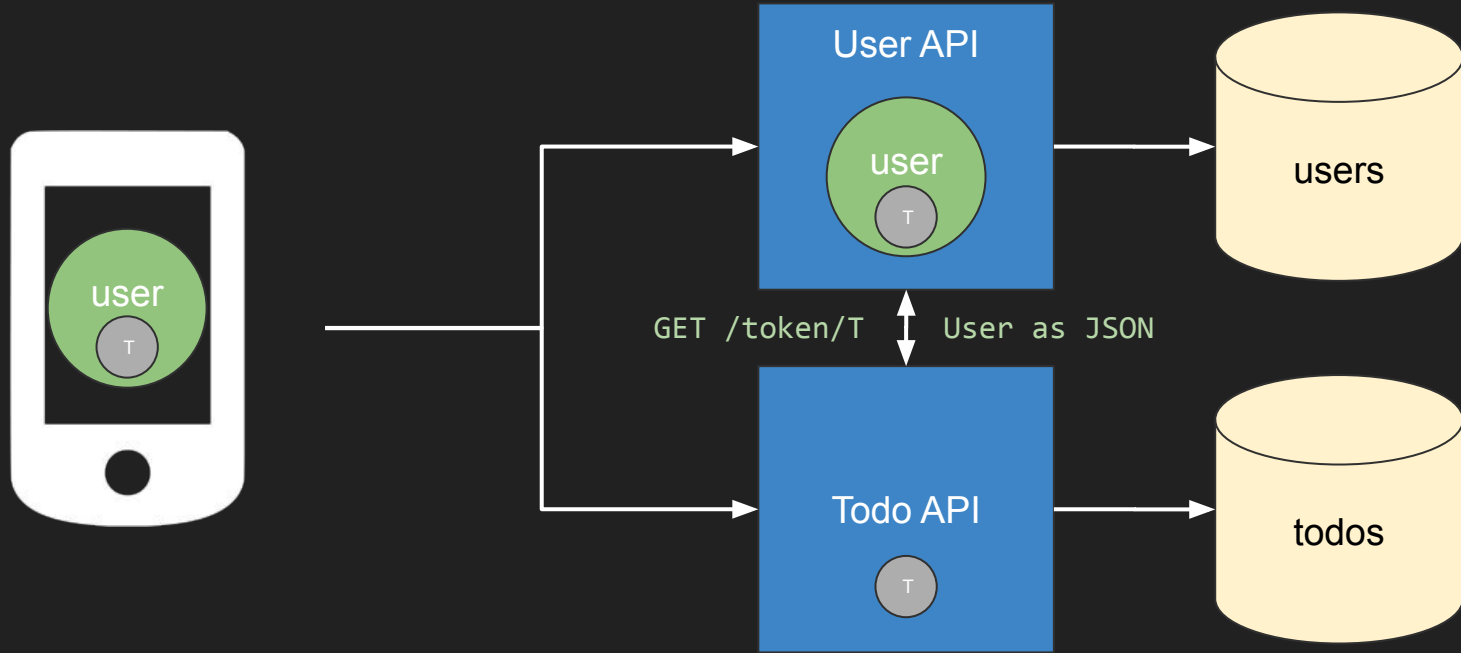 User API
user
T
users
user
T
GET /token/T
User as JSON
Todo API
T
todos